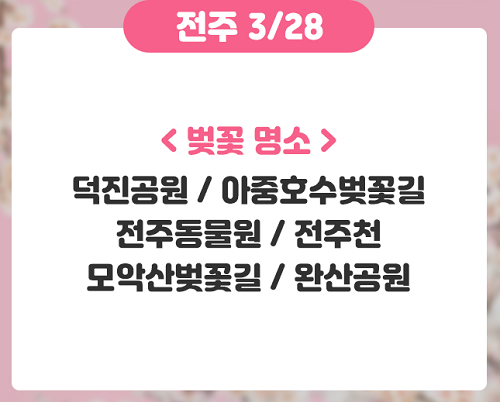 전주 3/28
< 벚꽃 명소 >
덕진공원 / 아중호수벚꽃길
전주동물원 / 전주천
모악산벚꽃길 / 완산공원